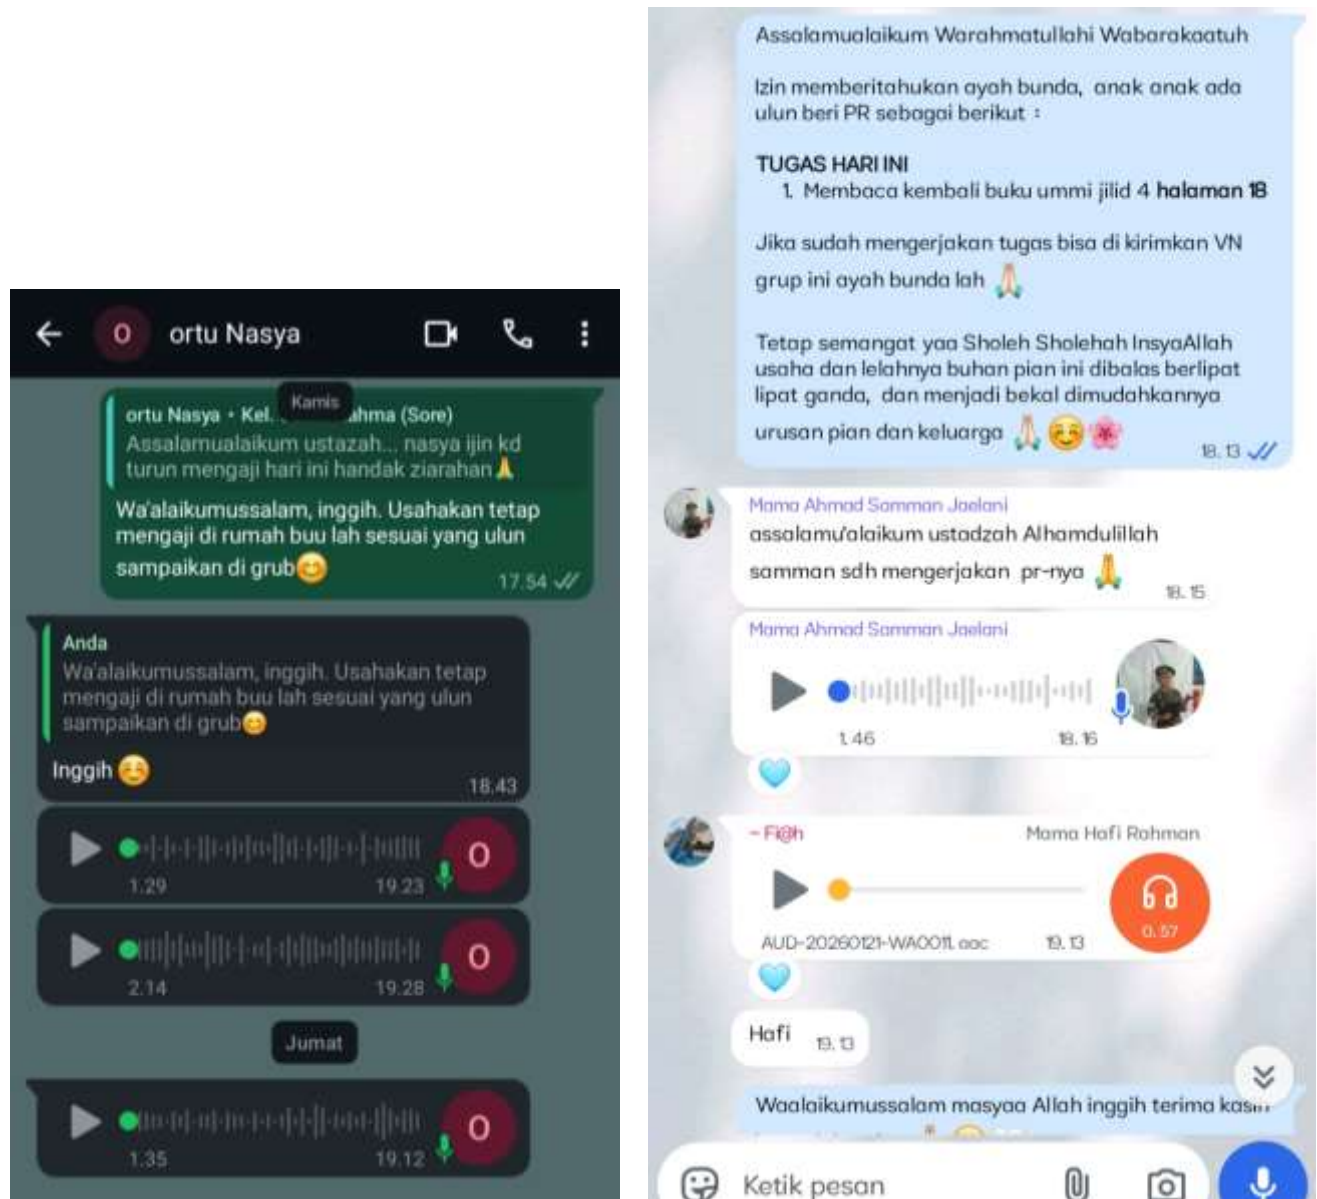 ortu Nasya
Kamis
ortu Nasya • Kel. ahma (Sore)
Assalamualaikum ustazah... nasya ijin kd
turun mengaji hari ini handak ziarahan🙏
Wa'alaikumussalam, inggih. Usahakan tetap
mengaji di rumah buu lah sesuai yang ulun
sampaikan di grub😊
17.54
Anda
Wa'alaikumussalam, inggih. Usahakan tetap
mengaji di rumah buu lah sesuai yang ulun
sampaikan di grub😊
Inggih ☺️
18.43
O
1.29
19.23
O
2.14
19.28
Jumat
O
1.35
19.12
Assalamualaikum Warahmatullahi Wabarakaatuh
Izin memberitahukan ayah bunda, anak anak ada
ulun beri PR sebagai berikut :
TUGAS HARI INI
1. Membaca kembali buku ummi jilid 4 halaman 18
Jika sudah mengerjakan tugas bisa di kirimkan VN
grup ini ayah bunda lah 🙏🏻
Tetap semangat yaa Sholeh Sholehah InsyaAllah
usaha dan lelahnya buhan pian ini dibalas berlipat
lipat ganda, dan menjadi bekal dimudahkannya
urusan pian dan keluarga 🙏🏻☺️🌸
18.13
Mama Ahmad Samman Jaelani
assalamu'alaikum ustadzah Alhamdulillah
samman sdh mengerjakan pr-nya 🙏
18.15
Mama Ahmad Samman Jaelani
1.46
18.16
~ Fi@h
Mama Hafi Rahman
0.57
AUD-20260121-WA0011.aac
19.13
Hafi
19.13
Waalaikumussalam masyaa Allah inggih terima kasih
Ketik pesan